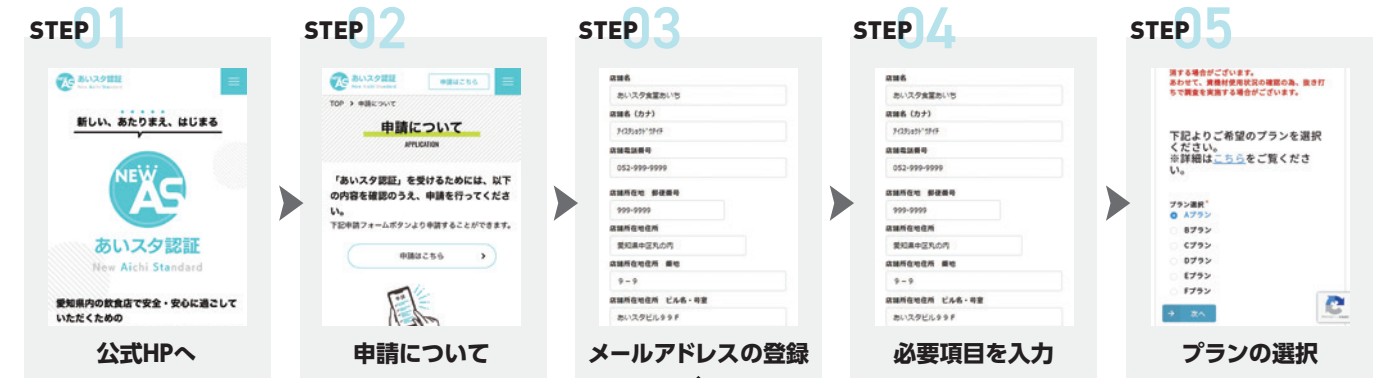 STEP 01
あいスタ認証
New Aichi Standard
新しい、あたりまえ、はじまる
NEW
AS
あいスタ認証
New Aichi Standard
愛知県内の飲食店で安全・安心に過ごして
いただくための
公式HPへ
STEP 02
あいスタ認証
New Aichi Standard
申請はこちら
TOP > 申請について
申請について
APPLICATION
「あいスタ認証」を受けるためには、以下
の内容を確認のうえ、申請を行ってくださ
い。
下記申請フォームボタンより申請することができます。
申請はこちら
申請について
STEP 03
店舗名
あいスタ食堂あいち
店舗名（カナ）
店舗電話番号
052-999-9999
店舗所在地 郵便番号
999-9999
店舗所在地住所
愛知県中区丸の内
店舗所在地住所 番地
9－9
店舗所在地住所 ビル名・号室
あいスタビル99F
メールアドレスの登録
STEP 04
店舗名
あいスタ食堂あいち
店舗名（カナ）
店舗電話番号
052-999-9999
店舗所在地 郵便番号
999-9999
店舗所在地住所
愛知県中区丸の内
店舗所在地住所 番地
9－9
店舗所在地住所 ビル名・号室
あいスタビル99F
必要項目を入力
STEP 05
消する場合がございます。
あわせて、資機材使用状況の確認の為、抜き打
ちで調査を実施する場合がございます。
下記よりご希望のプランを選択
ください。
※詳細はこちらをご覧くださ
い。
プラン選択*
Aプラン
Bプラン
Cプラン
Dプラン
Eプラン
Fプラン
次へ
プランの選択